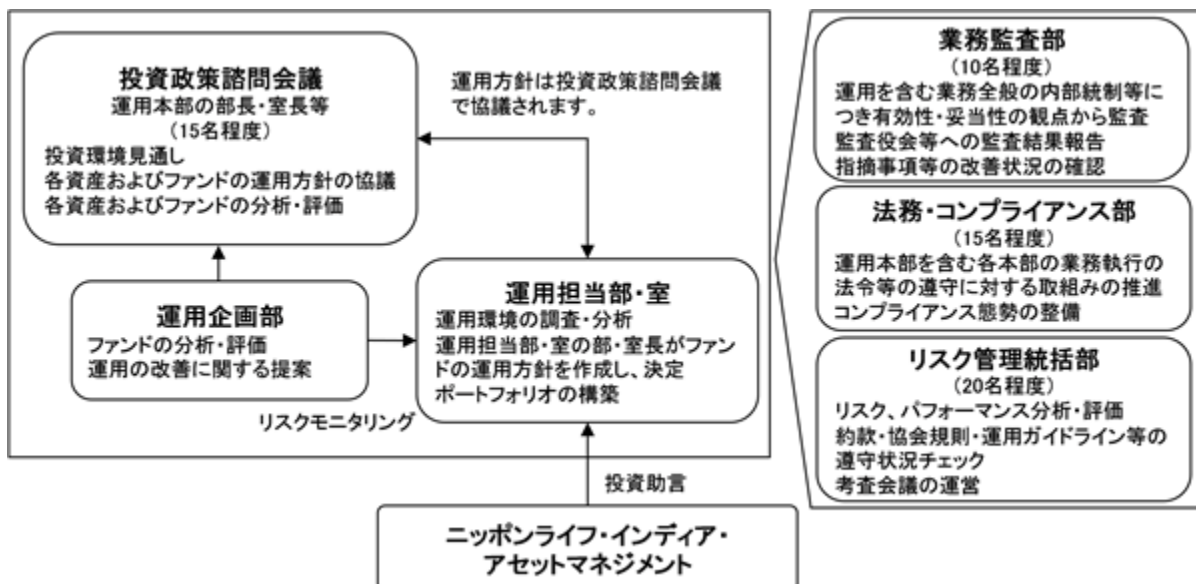 投資政策諮問会議
運用本部の部長・室長等
(15名程度)
投資環境見通し
各資産およびファンドの運用方針の協議
各資産およびファンドの分析・評価
運用方針は投資政策諮問会議
で協議されます。
運用企画部
ファンドの分析・評価
運用の改善に関する提案
リスクモニタリング
運用担当部・室
運用環境の調査・分析
運用担当部・室の部・室長がファン
ドの運用方針を作成し、決定
ポートフォリオの構築
投資助言
ニッポンライフ・インディア・
アセットマネジメント
業務監査部
(10名程度)
運用を含む業務全般の内部統制等に
つき有効性・妥当性の観点から監査
監査役会等への監査結果報告
指摘事項等の改善状況の確認
法務・コンプライアンス部
(15名程度)
運用本部を含む各本部の業務執行の
法令等の遵守に対する取組みの推進
コンプライアンス態勢の整備
リスク管理統括部
(20名程度)
リスク、パフォーマンス分析・評価
約款・協会規則・運用ガイドライン等の
遵守状況チェック
考査会議の運営